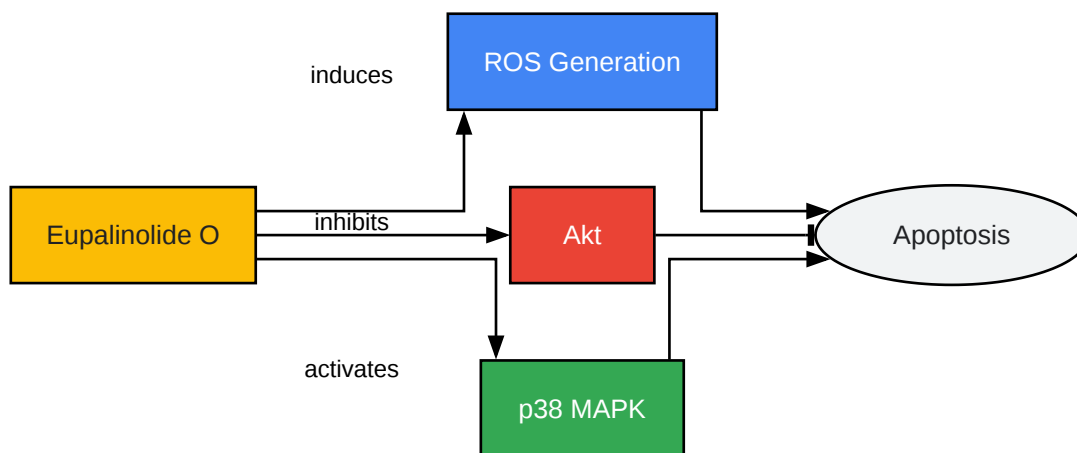 ROS Generation
induces
Eupalinolide O
inhibits
Akt
Apoptosis
activates
p38 MAPK